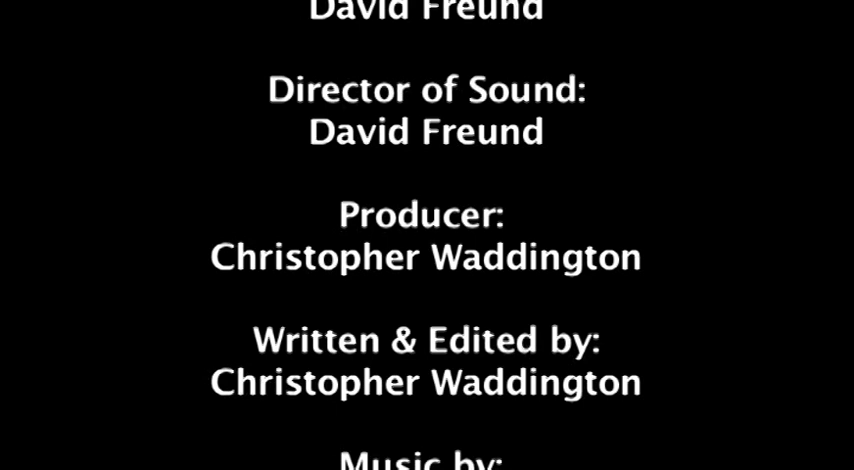 David Freund
Director of Sound:
David Freund
Producer:
Christopher Waddington
Written & Edited by:
Christopher Waddington
Music by: